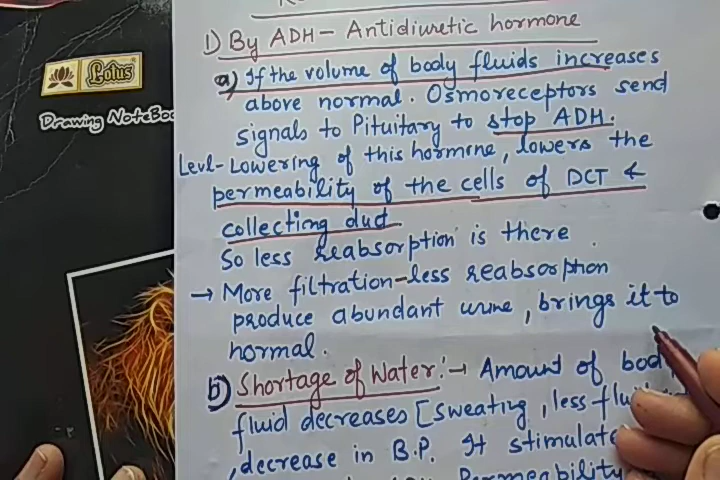 Lotus
Drawing NoteBoo
1) By ADH - Antidiuretic hormone
a) If the volume of body fluids increases
above normal. Osmoreceptors send
signals to Pituitary to stop ADH.
Levl-Lowering of this hormone, lowers the
permeability of the cells of DCT &
collecting duct
So less reabsorption is there.
→ More filtration-less reabsorption
produce abundant urine, brings it to
normal.
b) Shortage of Water:→ Amount of body
fluid decreases [sweating, less
, decrease in B.P. It stimulate
Permeability